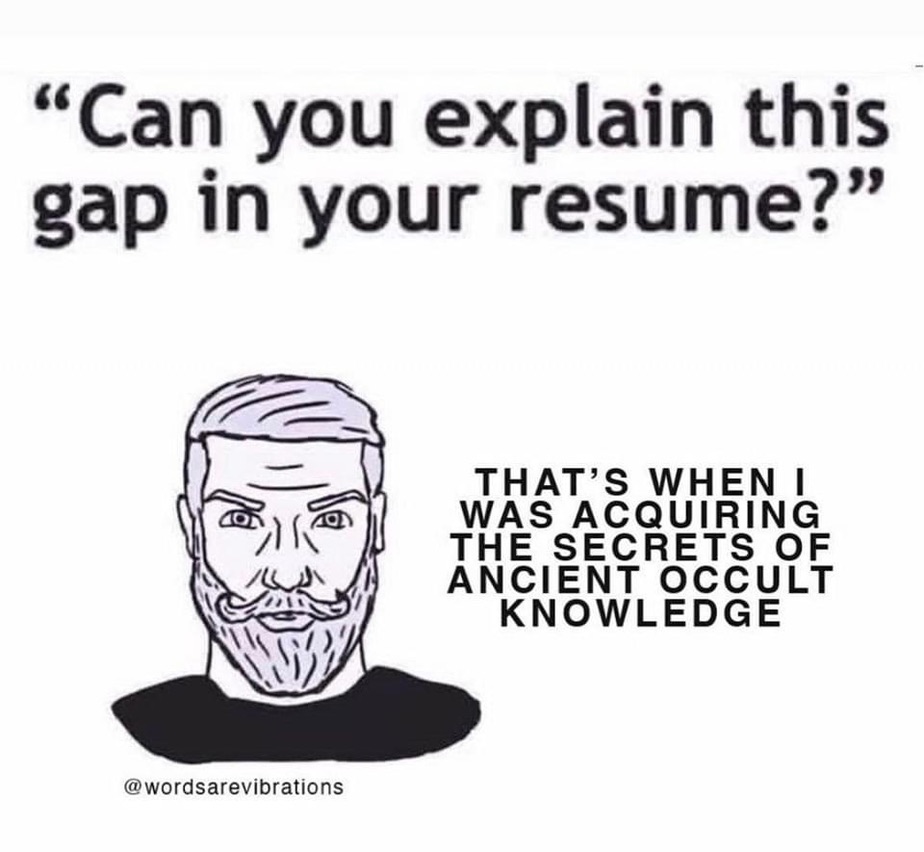 “Can you explain this
gap in your resume?”
THAT’S WHEN I
WAS ACQUIRING
THE SECRETS OF
ANCIENT OCCULT
KNOWLEDGE
@wordsarevibrations